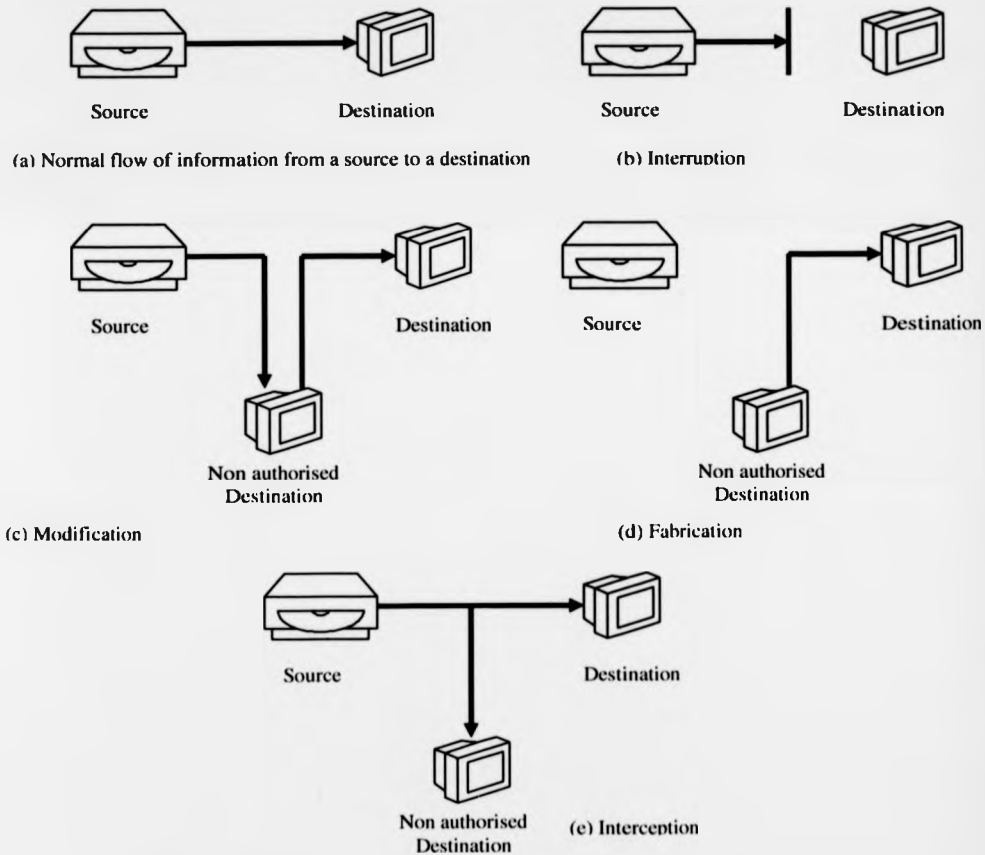 Source
Destination
Source
Destination
(a) Normal flow of information from a source to a destination
(b) Interruption
Source
Destination
Non authorised
Destination
(c) Modification
Source
Destination
Non authorised
Destination
(d) Fabrication
Source
Destination
Non authorised
Destination
(e) Interception